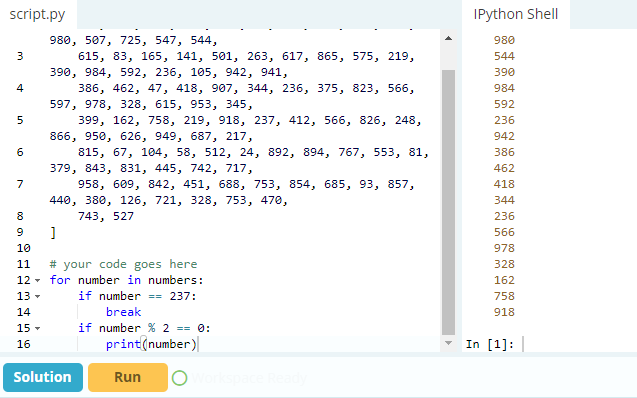 script.py
980, 507, 725, 547, 544,
3 615, 83, 165, 141, 501, 263, 617, 865, 575, 219,
390, 984, 592, 236, 105, 942, 941,
4 386, 462, 47, 418, 907, 344, 236, 375, 823, 566,
597, 978, 328, 615, 953, 345,
5 399, 162, 758, 219, 918, 237, 412, 566, 826, 248,
866, 950, 626, 949, 687, 217,
6 815, 67, 104, 58, 512, 24, 892, 894, 767, 553, 81,
379, 843, 831, 445, 742, 717,
7 958, 609, 842, 451, 688, 753, 854, 685, 93, 857,
440, 380, 126, 721, 328, 753, 470,
8 743, 527
9 ]
10
11 # your code goes here
12 for number in numbers:
13 if number == 237:
14 break
15 if number % 2 == 0:
16 print(number)
IPython Shell
980
544
390
984
592
236
942
386
462
418
344
236
566
978
328
162
758
918
In [1]:
Solution
Run
Workspace Ready